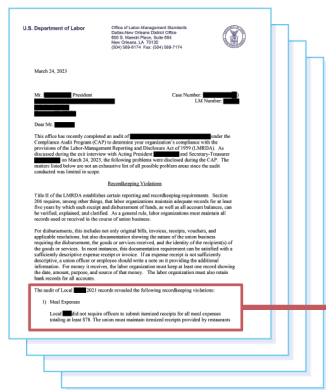 U.S. Department of Labor
Office of Labor-Management Standards
Dallas-New Orleans District Office
600 S. Maestri Place, Suite 604
New Orleans, LA 70130
(504) 589-6174 Fax: (504) 589-7174
March 24, 2023
Mr. President
Case Number:
LM Number:
Dear Mr.
This office has recently completed an audit of under the
Compliance Audit Program (CAP) to determine your organization's compliance with the
provisions of the Labor-Management Reporting and Disclosure Act of 1959 (LMRDA). As
discussed during the exit interview with Acting President and Secretary-Treasurer
on March 24, 2023, the following problems were disclosed during the CAP. The
matters listed below are not an exhaustive list of all possible problem areas since the audit
conducted was limited in scope.
Recordkeeping Violations
Title II of the LMRDA establishes certain reporting and recordkeeping requirements. Section
206 requires, among other things, that labor organizations maintain adequate records for at least
five years by which each receipt and disbursement of funds, as well as all account balances, can
be verified, explained, and clarified. As a general rule, labor organizations must maintain all
records used or received in the course of union business.
For disbursements, this includes not only original bills, invoices, receipts, vouchers, and
applicable resolutions, but also documentation showing the nature of the union business
requiring the disbursement, the goods or services received, and the identity of the recipient(s) of
the goods or services. In most instances, this documentation requirement can be satisfied with a
sufficiently descriptive expense receipt or invoice. If an expense receipt is not sufficiently
descriptive, a union officer or employee should write a note on it providing the additional
information. For money it receives, the labor organization must keep at least one record showing
the date, amount, purpose, and source of that money. The labor organization must also retain
bank records for all accounts.
The audit of Local 2021 records revealed the following recordkeeping violations:
1) Meal Expenses
Local did not require officers to submit itemized receipts for all meal expenses
totaling at least $78. The union must maintain itemized receipts provided by restaurants